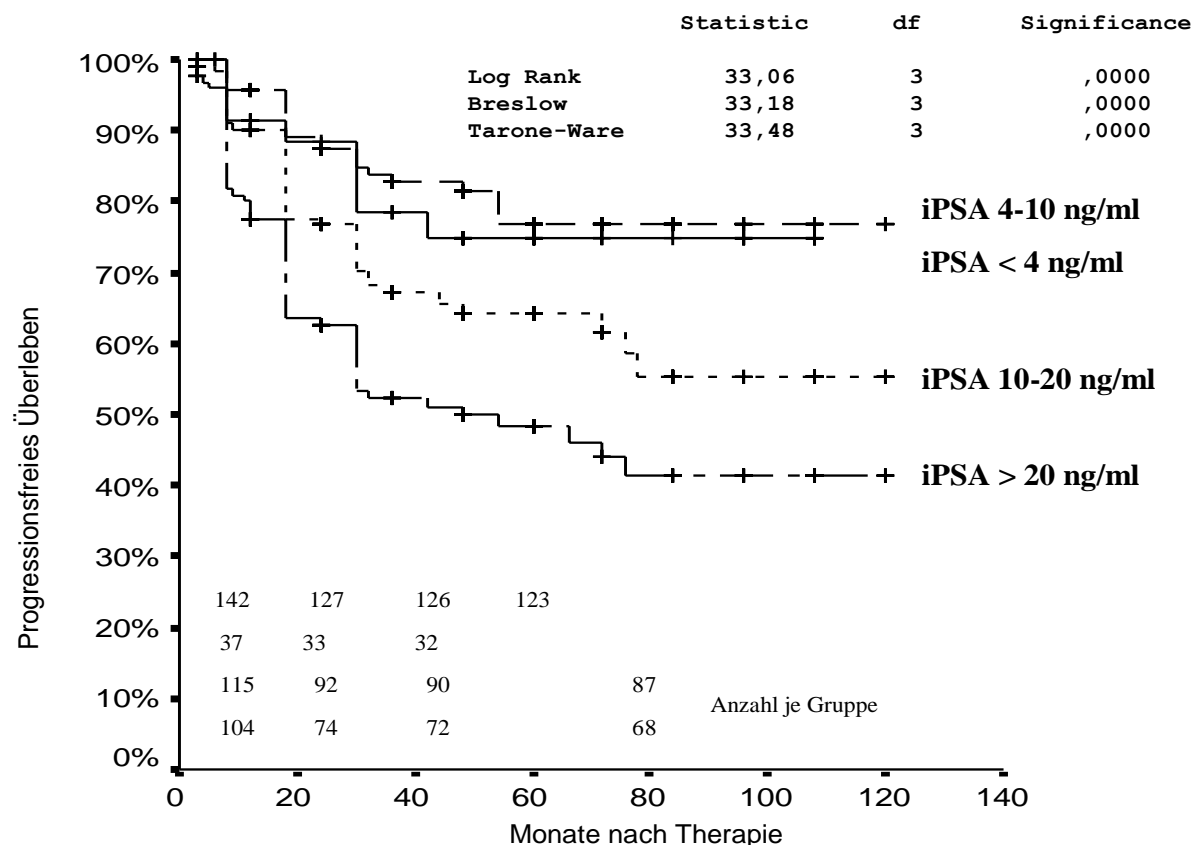 Statistic df Significance
Log Rank 33,06 3 ,0000
Breslow 33,18 3 ,0000
Tarone-Ware 33,48 3 ,0000
100%
90%
80%
70%
60%
50%
40%
30%
20%
10%
0%
Progressionsfreies Überleben
iPSA 4-10 ng/ml
iPSA < 4 ng/ml
iPSA 10-20 ng/ml
iPSA > 20 ng/ml
142 127 126 123
37 33 32
115 92 90 87
104 74 72 68
Anzahl je Gruppe
0 20 40 60 80 100 120 140
Monate nach Therapie